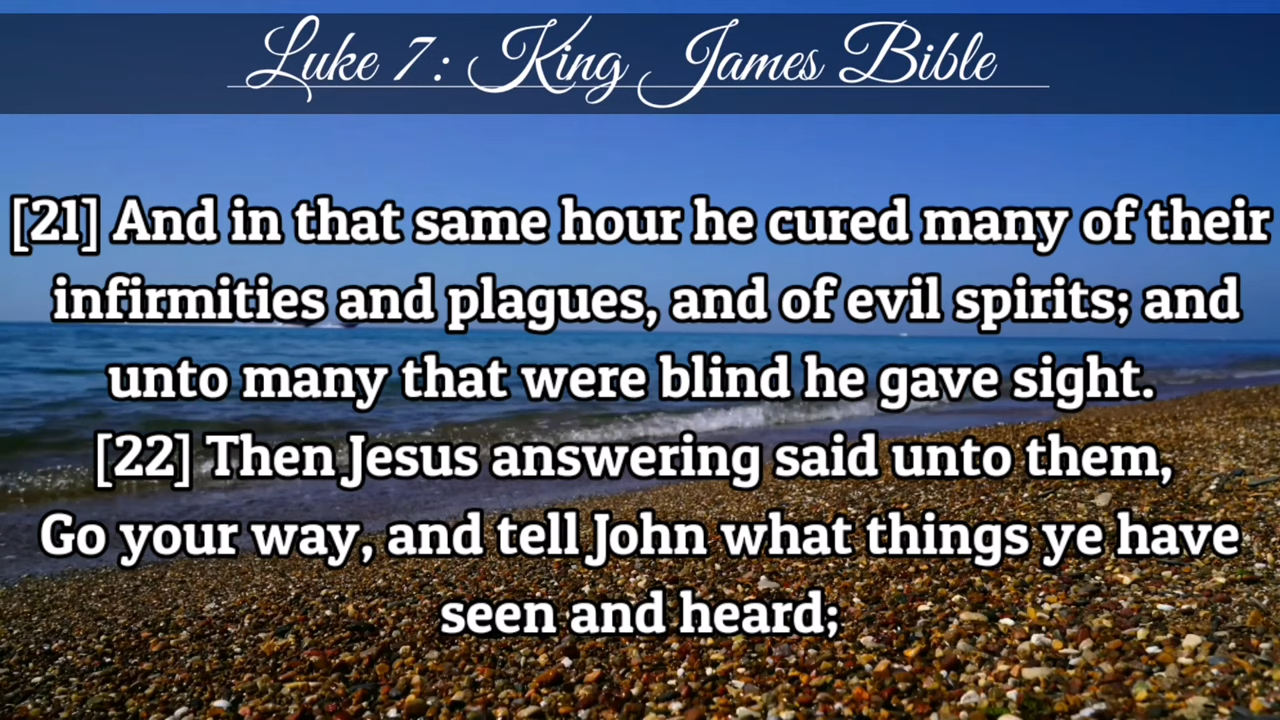 Luke 7: King James Bible
[21] And in that same hour he cured many of their
infirmities and plagues, and of evil spirits; and
unto many that were blind he gave sight.
[22] Then Jesus answering said unto them,
Go your way, and tell John what things ye have
seen and heard;